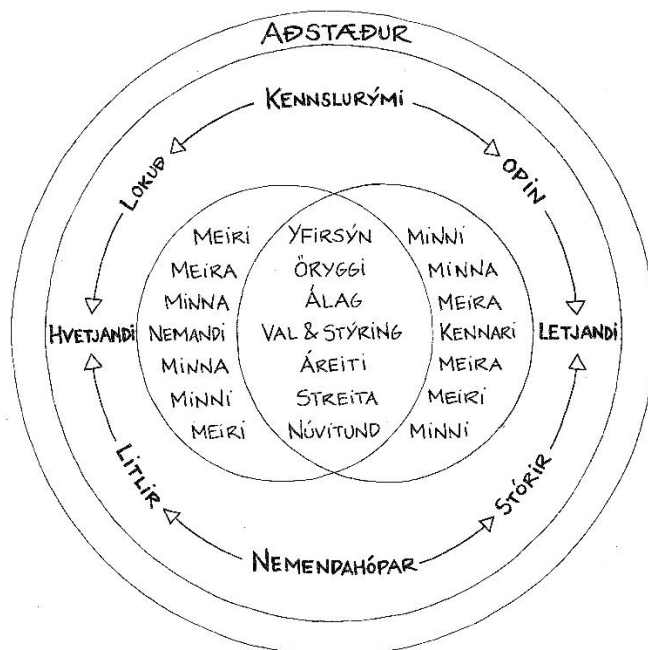 AÐSTÆÐUR
KENNSLURÝMI
LOKUÐ
OPIN
MEIRI YFIRSÝN MINNI
MEIRA ÖRYGGI MINNA
MINNA ÁLAG MEIRA
HVETJANDI NEMANDI VAL & STÝRING KENNARI LETJANDI
MINNA ÁREITI MEIRA
MINNI STREITA MEIRI
MEIRI NÚVITUND MINNI
LITLIR
STÓRIR
NEMENDAHÓPAR